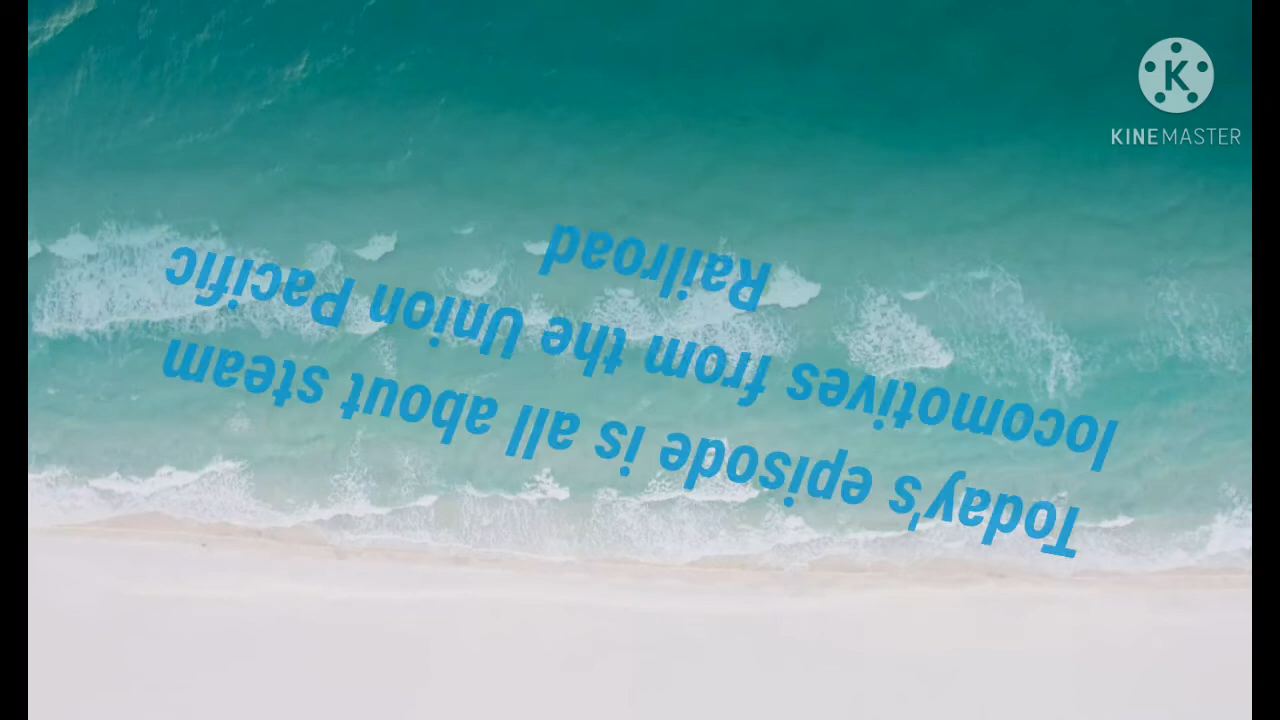 Today's episode is all about steam
locomotives from the Union Pacific
Railroad
KINEMASTER